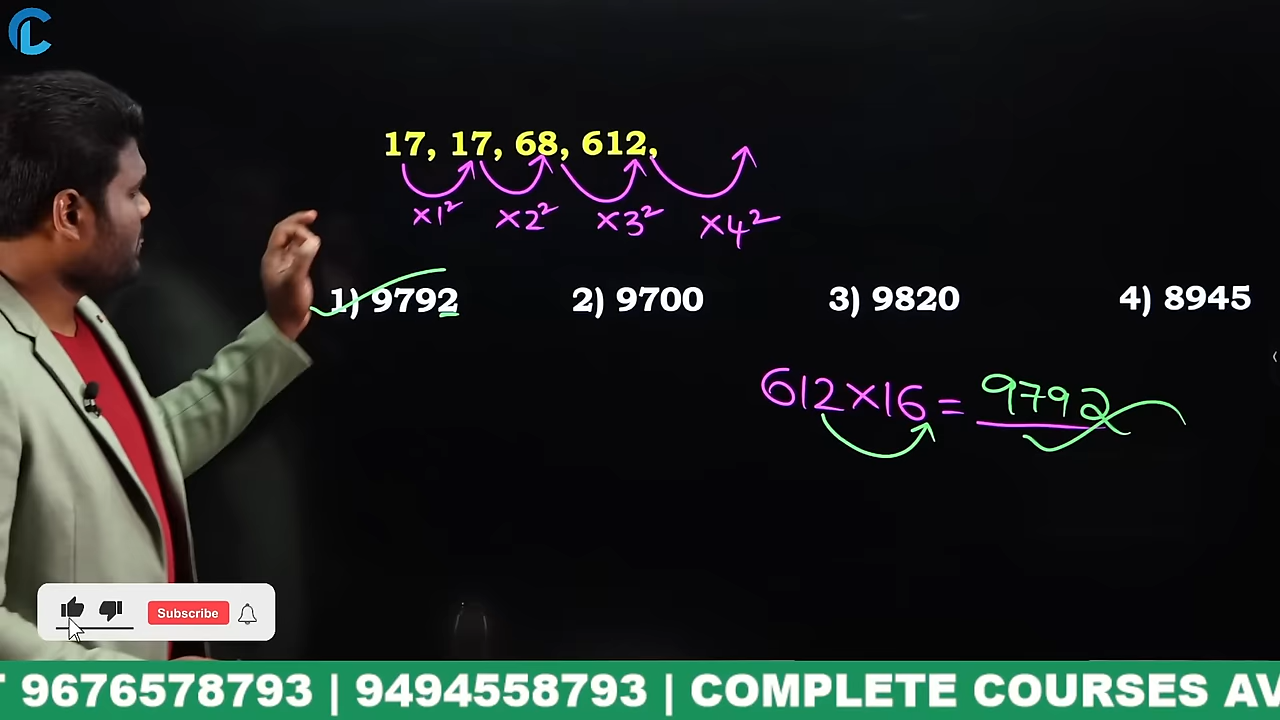 17, 17, 68, 612,
×1² ×2² ×3² ×4²
1) 9792 2) 9700 3) 9820 4) 8945
612×16 = 9792
Subscribe
9676578793 | 9494558793 | COMPLETE COURSES